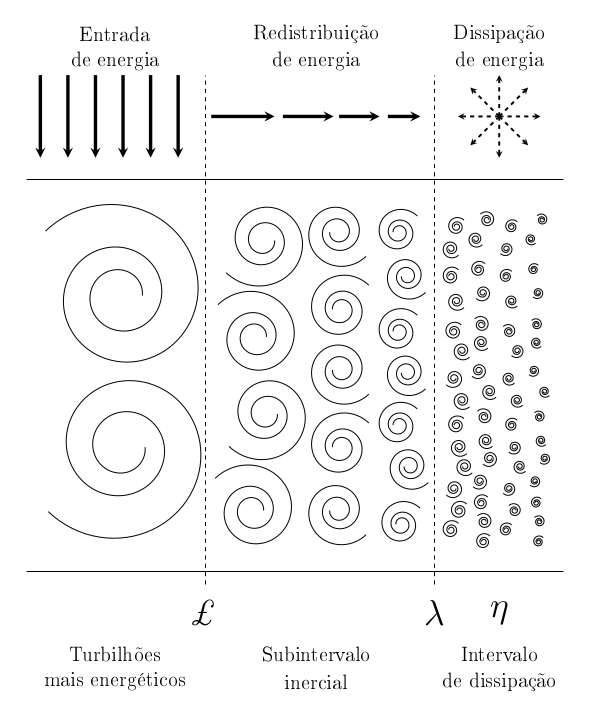 Entrada
de energia
Redistribuição
de energia
Dissipação
de energia
£
λ
η
Turbilhões
mais energéticos
Subintervalo
inercial
Intervalo
de dissipação